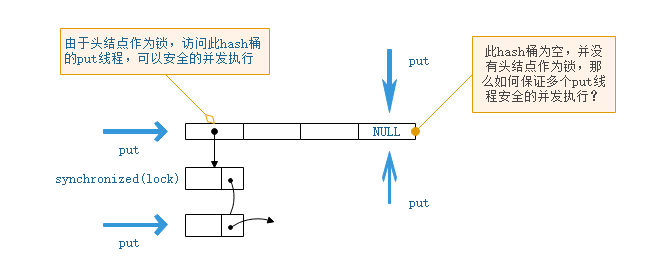 由于头结点作为锁，访问此hash桶
的put线程，可以安全的并发执行
put
此hash桶为空，并没
有头结点作为锁，那
么如何保证多个put线
程安全的并发执行？
put
NULL
synchronized(lock)
put
put